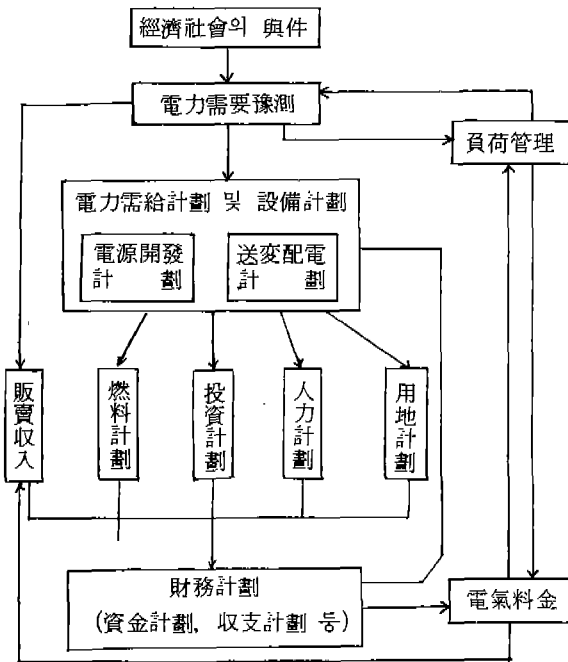 經濟社會의 與件
電力需要豫測
負荷管理
電力需給計劃 및 設備計劃
電源開發
計劃
送変配電
計劃
販賣収入
燃料計劃
投資計劃
人力計劃
用地計劃
財務計劃
(資金計劃, 収支計劃 등)
電氣料金